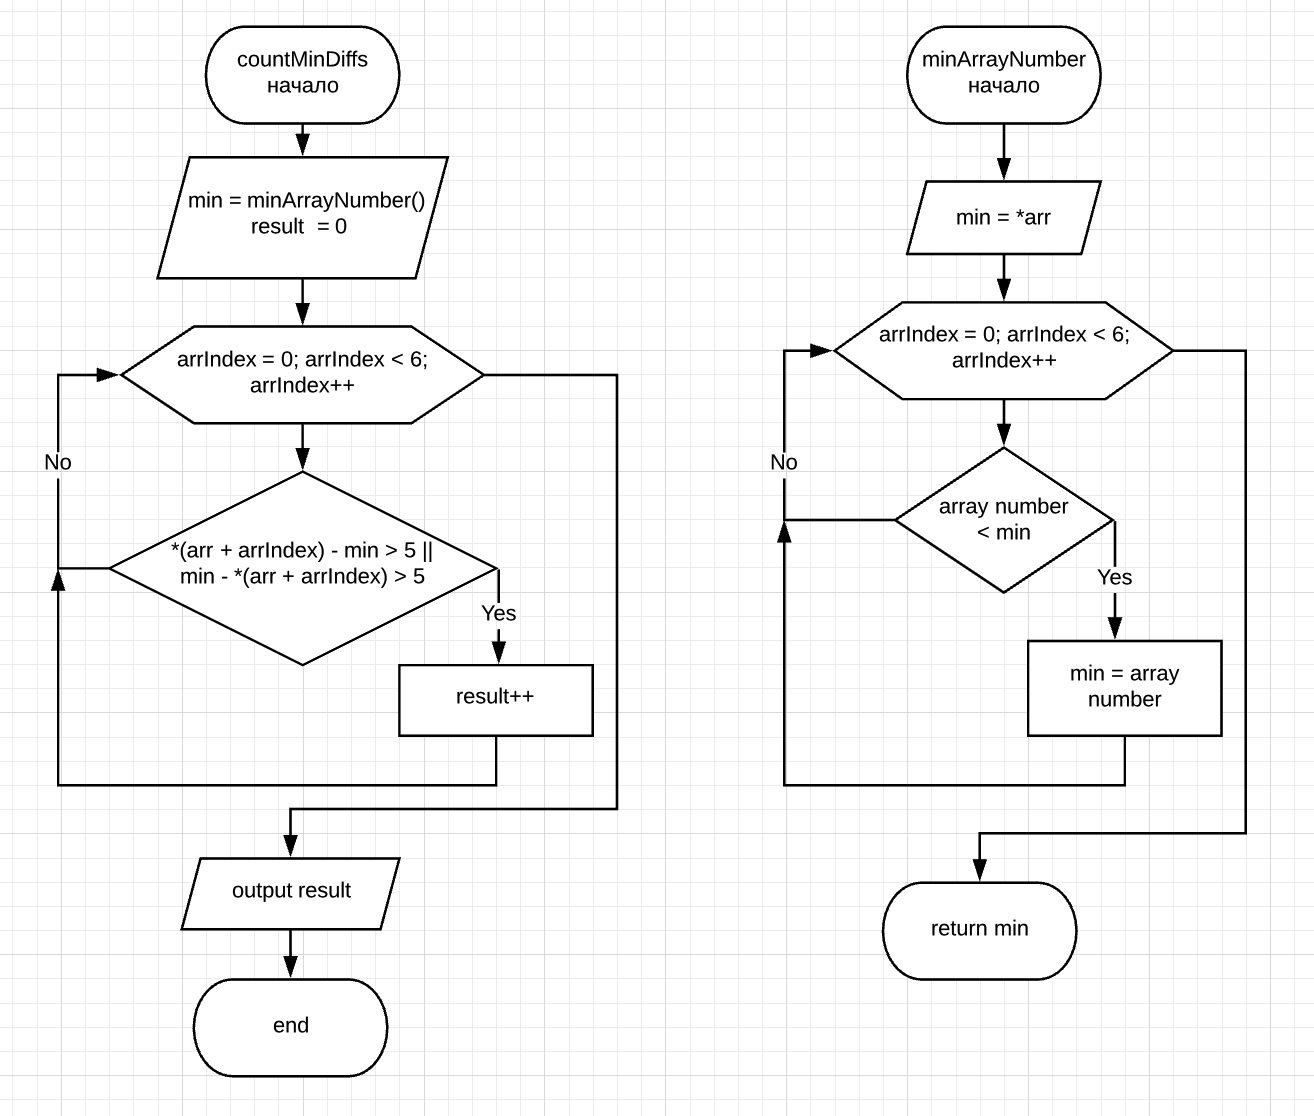 countMinDiffs
начало
min = minArrayNumber()
result  = 0
arrIndex = 0; arrIndex < 6;
arrIndex++
No
*(arr + arrIndex) - min > 5 ||
min - *(arr + arrIndex) > 5
Yes
result++
output result
end
minArrayNumber
начало
min = *arr
arrIndex = 0; arrIndex < 6;
arrIndex++
No
array number
< min
Yes
min = array
number
return min